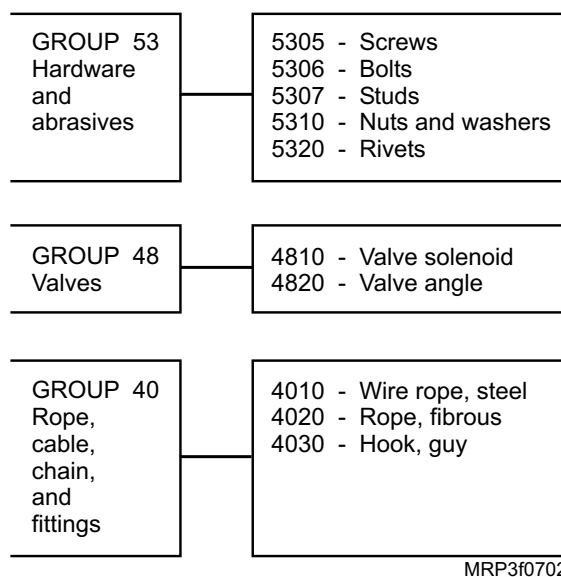 GROUP 53
Hardware
and
abrasives
5305 - Screws
5306 - Bolts
5307 - Studs
5310 - Nuts and washers
5320 - Rivets
GROUP 48
Valves
4810 - Valve solenoid
4820 - Valve angle
GROUP 40
Rope,
cable,
chain,
and
fittings
4010 - Wire rope, steel
4020 - Rope, fibrous
4030 - Hook, guy
MRP3f0702